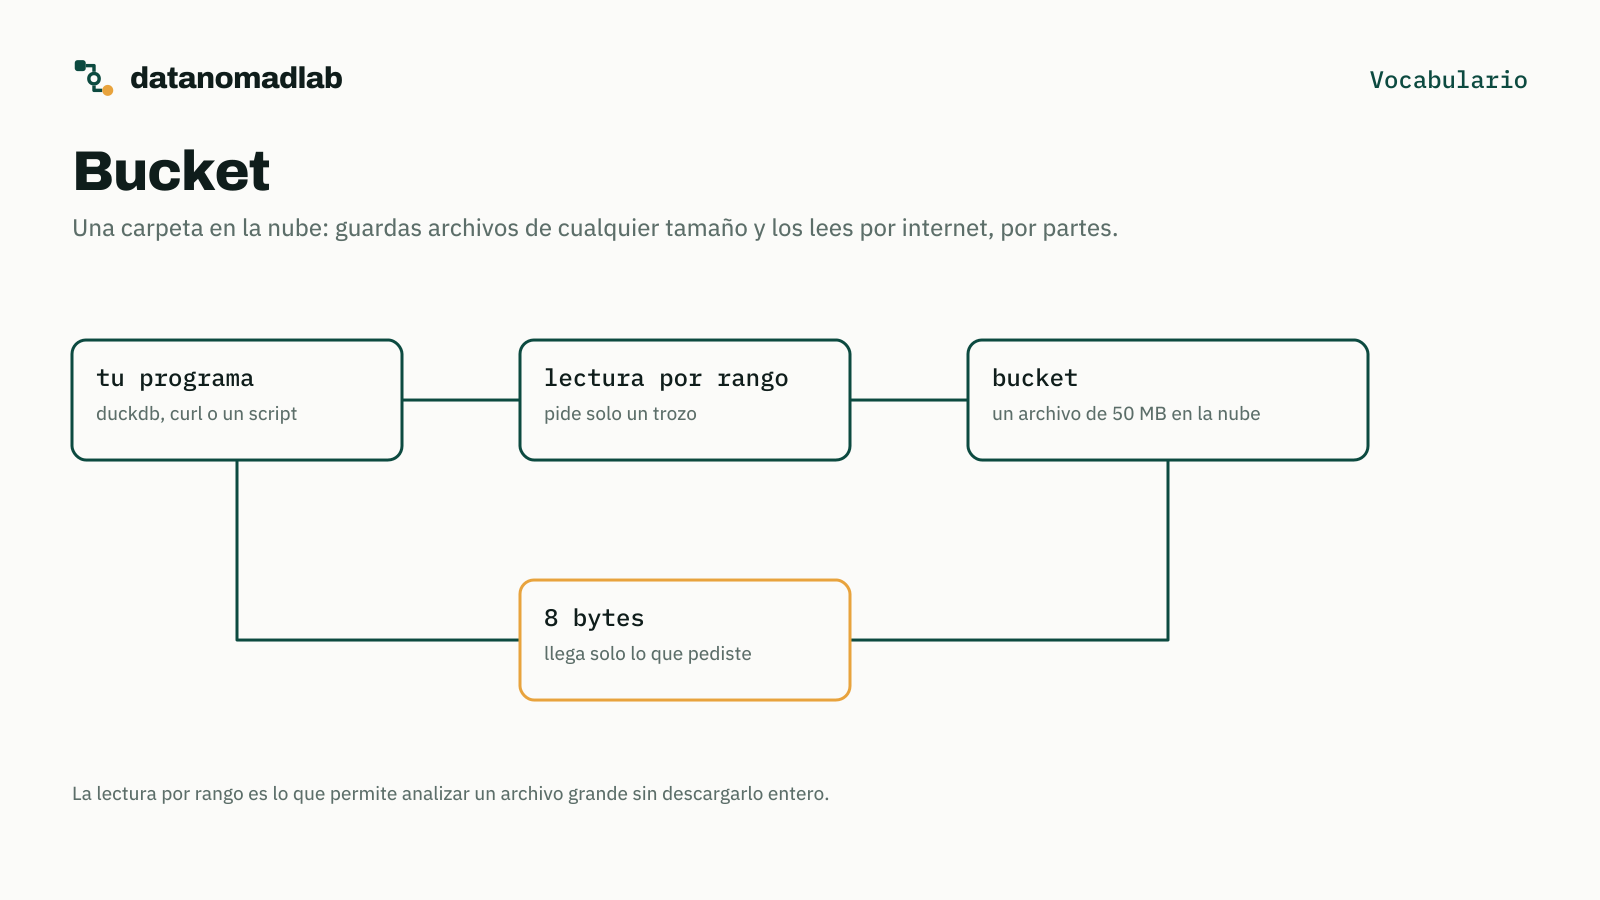 datanomadlab
Vocabulario
Bucket
Una carpeta en la nube: guardas archivos de cualquier tamaño y los lees por internet, por partes.
tu programa
duckdb, curl o un script
lectura por rango
pide solo un trozo
bucket
un archivo de 50 MB en la nube
8 bytes
llega solo lo que pediste
La lectura por rango es lo que permite analizar un archivo grande sin descargarlo entero.